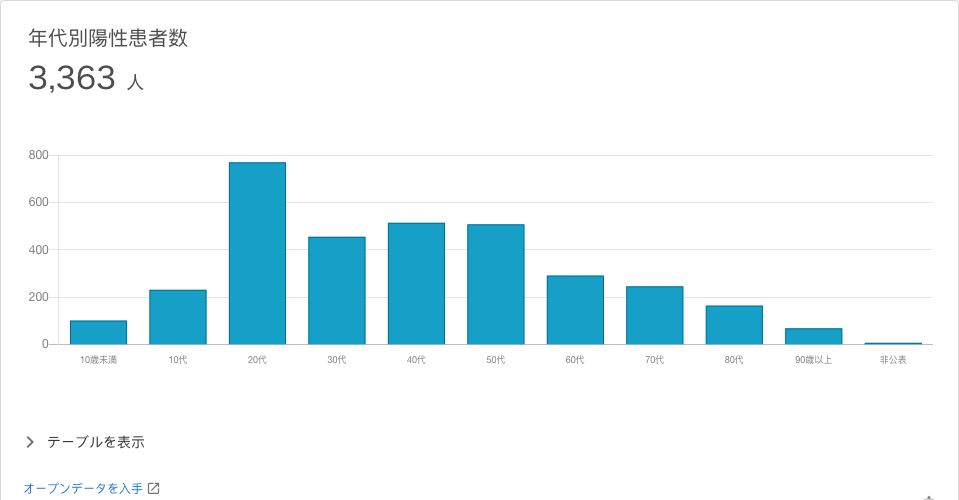 年代別陽性患者数
3,363 人
800
600
400
200
0
10歳未満 10代 20代 30代 40代 50代 60代 70代 80代 90歳以上 非公表
テーブルを表示
オープンデータを入手